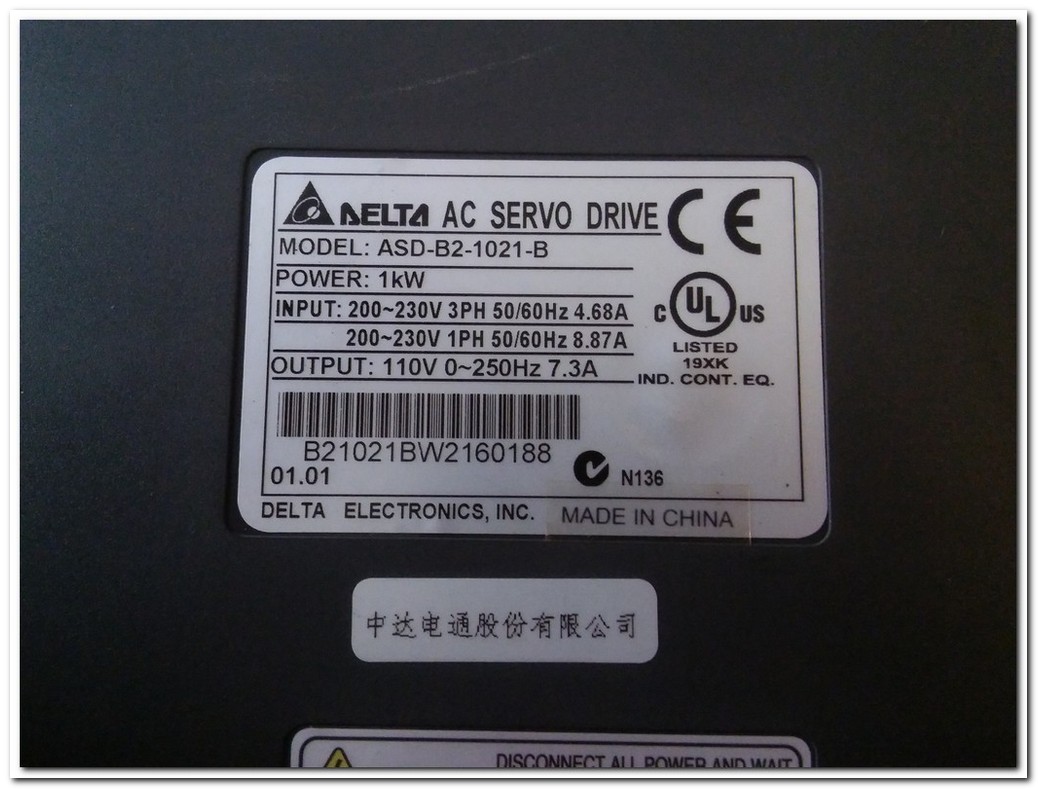 DELTA AC SERVO DRIVE CE
MODEL: ASD-B2-1021-B
POWER: 1kW
INPUT: 200~230V 3PH 50/60Hz 4.68A
200~230V 1PH 50/60Hz 8.87A
OUTPUT: 110V 0~250Hz 7.3A
C UL US
LISTED
19XK
IND. CONT. EQ.
B21021BW2160188
01.01
N136
DELTA ELECTRONICS, INC. MADE IN CHINA
中达电通股份有限公司
DISCONNECT ALL POWER AND WAIT